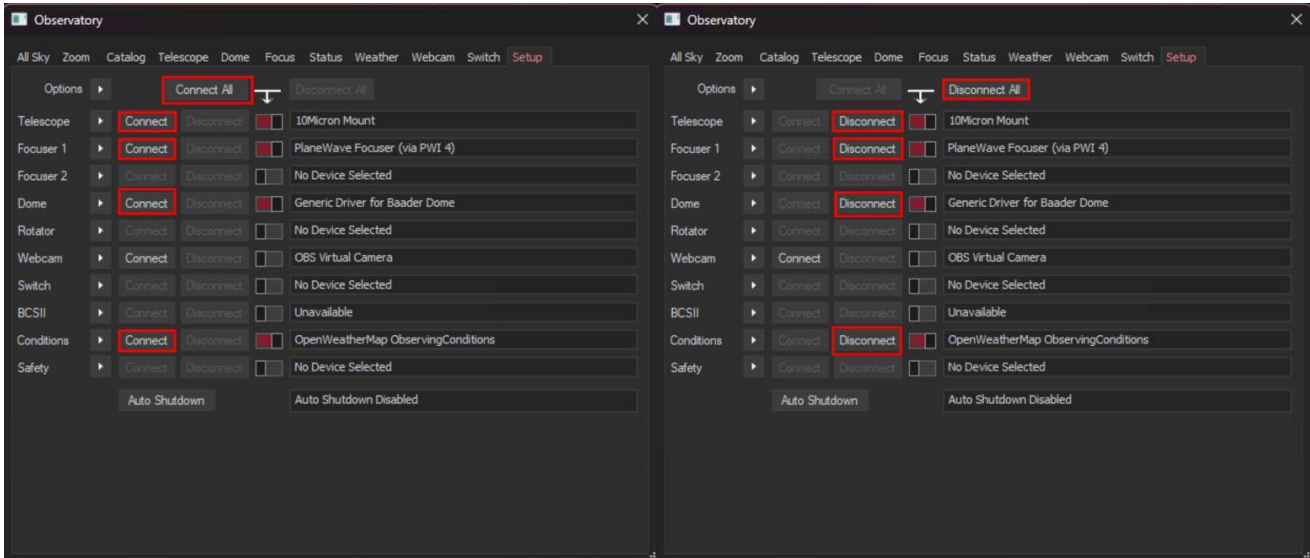 Observatory
All Sky Zoom Catalog Telescope Dome Focus Status Weather Webcam Switch Setup
Options Connect All Disconnect All
Telescope Connect Disconnect 10Micron Mount
Focuser 1 Connect Disconnect PlaneWave Focuser (via PWI 4)
Focuser 2 Connect Disconnect No Device Selected
Dome Connect Disconnect Generic Driver for Baader Dome
Rotator Connect Disconnect No Device Selected
Webcam Connect Disconnect OBS Virtual Camera
Switch Connect Disconnect No Device Selected
BCSII Connect Disconnect Unavailable
Conditions Connect Disconnect OpenWeatherMap ObservingConditions
Safety Connect Disconnect No Device Selected
Auto Shutdown Auto Shutdown Disabled
Observatory
All Sky Zoom Catalog Telescope Dome Focus Status Weather Webcam Switch Setup
Options Connect All Disconnect All
Telescope Connect Disconnect 10Micron Mount
Focuser 1 Connect Disconnect PlaneWave Focuser (via PWI 4)
Focuser 2 Connect Disconnect No Device Selected
Dome Connect Disconnect Generic Driver for Baader Dome
Rotator Connect Disconnect No Device Selected
Webcam Connect Disconnect OBS Virtual Camera
Switch Connect Disconnect No Device Selected
BCSII Connect Disconnect Unavailable
Conditions Connect Disconnect OpenWeatherMap ObservingConditions
Safety Connect Disconnect No Device Selected
Auto Shutdown Auto Shutdown Disabled